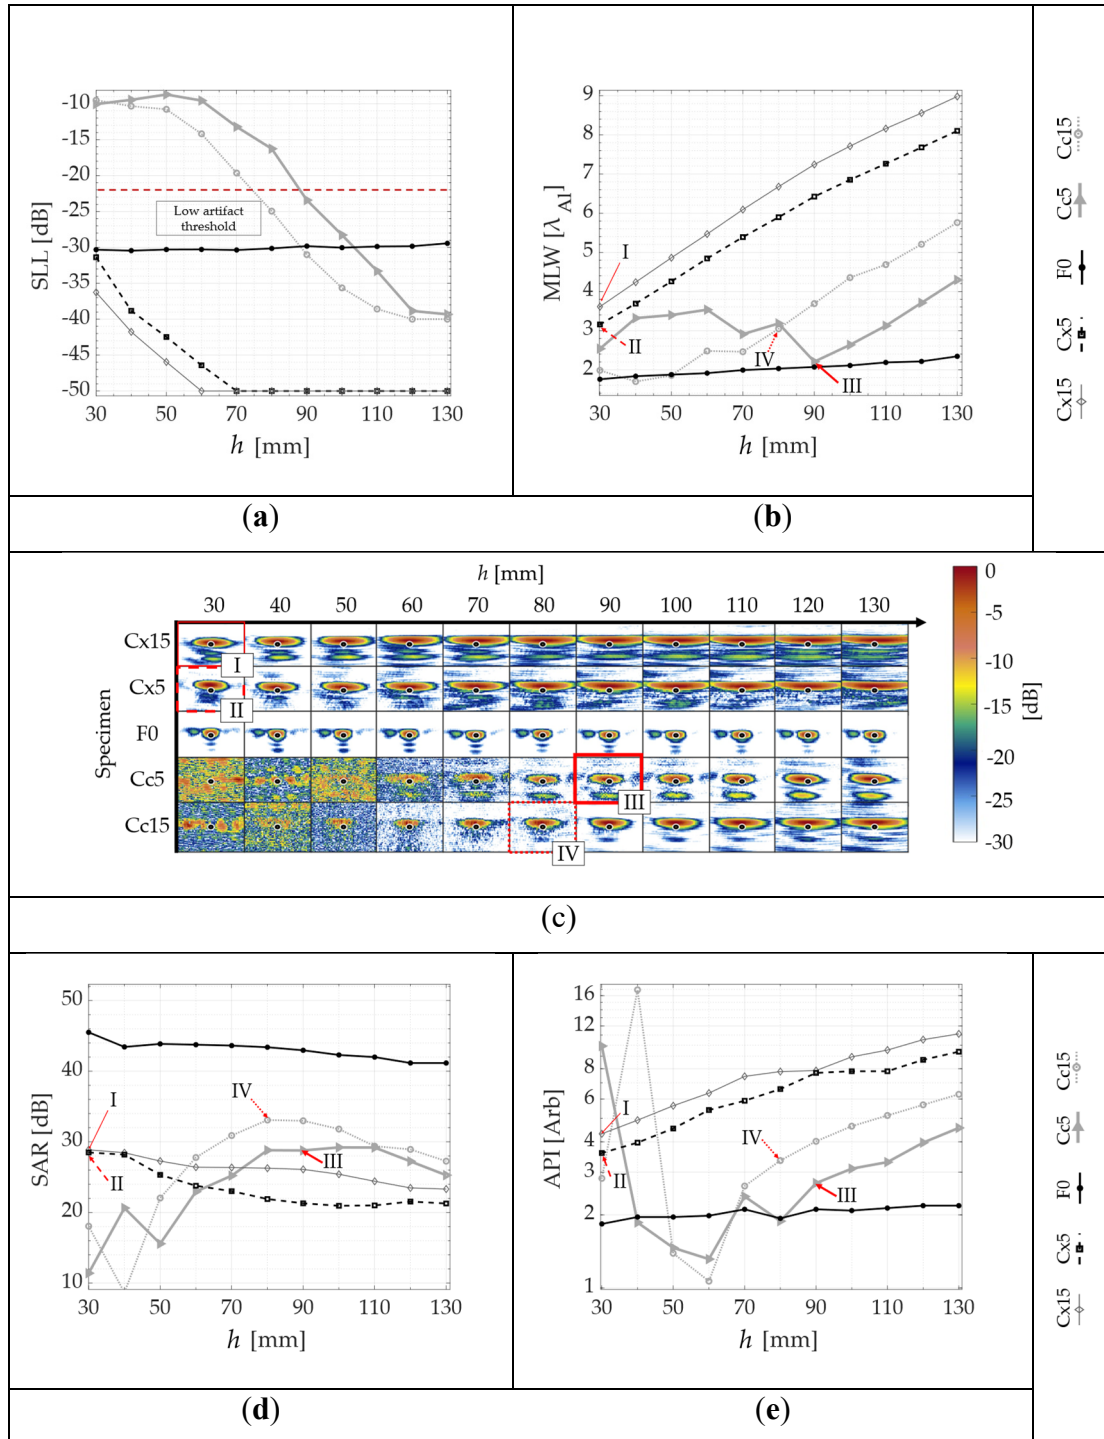 -10
-15
-20
-25
-30
-35
-40
-45
-50
SLL [dB]
Low artifact
threshold
30 50 70 90 110 130
h [mm]
9
8
7
6
5
4
3
2
MLW [λAl]
I
II
IV
III
30 50 70 90 110 130
h [mm]
Cc15
Cc5
F0
Cx5
Cx15
(a)
(b)
h [mm]
30 40 50 60 70 80 90 100 110 120 130
Specimen
Cx15
I
Cx5
II
F0
Cc5
III
Cc15
IV
0
-5
-10
-15
-20
-25
-30
[dB]
(c)
50
40
30
20
10
SAR [dB]
I
II
IV
III
30 50 70 90 110 130
h [mm]
16
12
8
6
4
3
2
1
API [Arb]
I
II
IV
III
30 50 70 90 110 130
h [mm]
Cc15
Cc5
F0
Cx5
Cx15
(d)
(e)